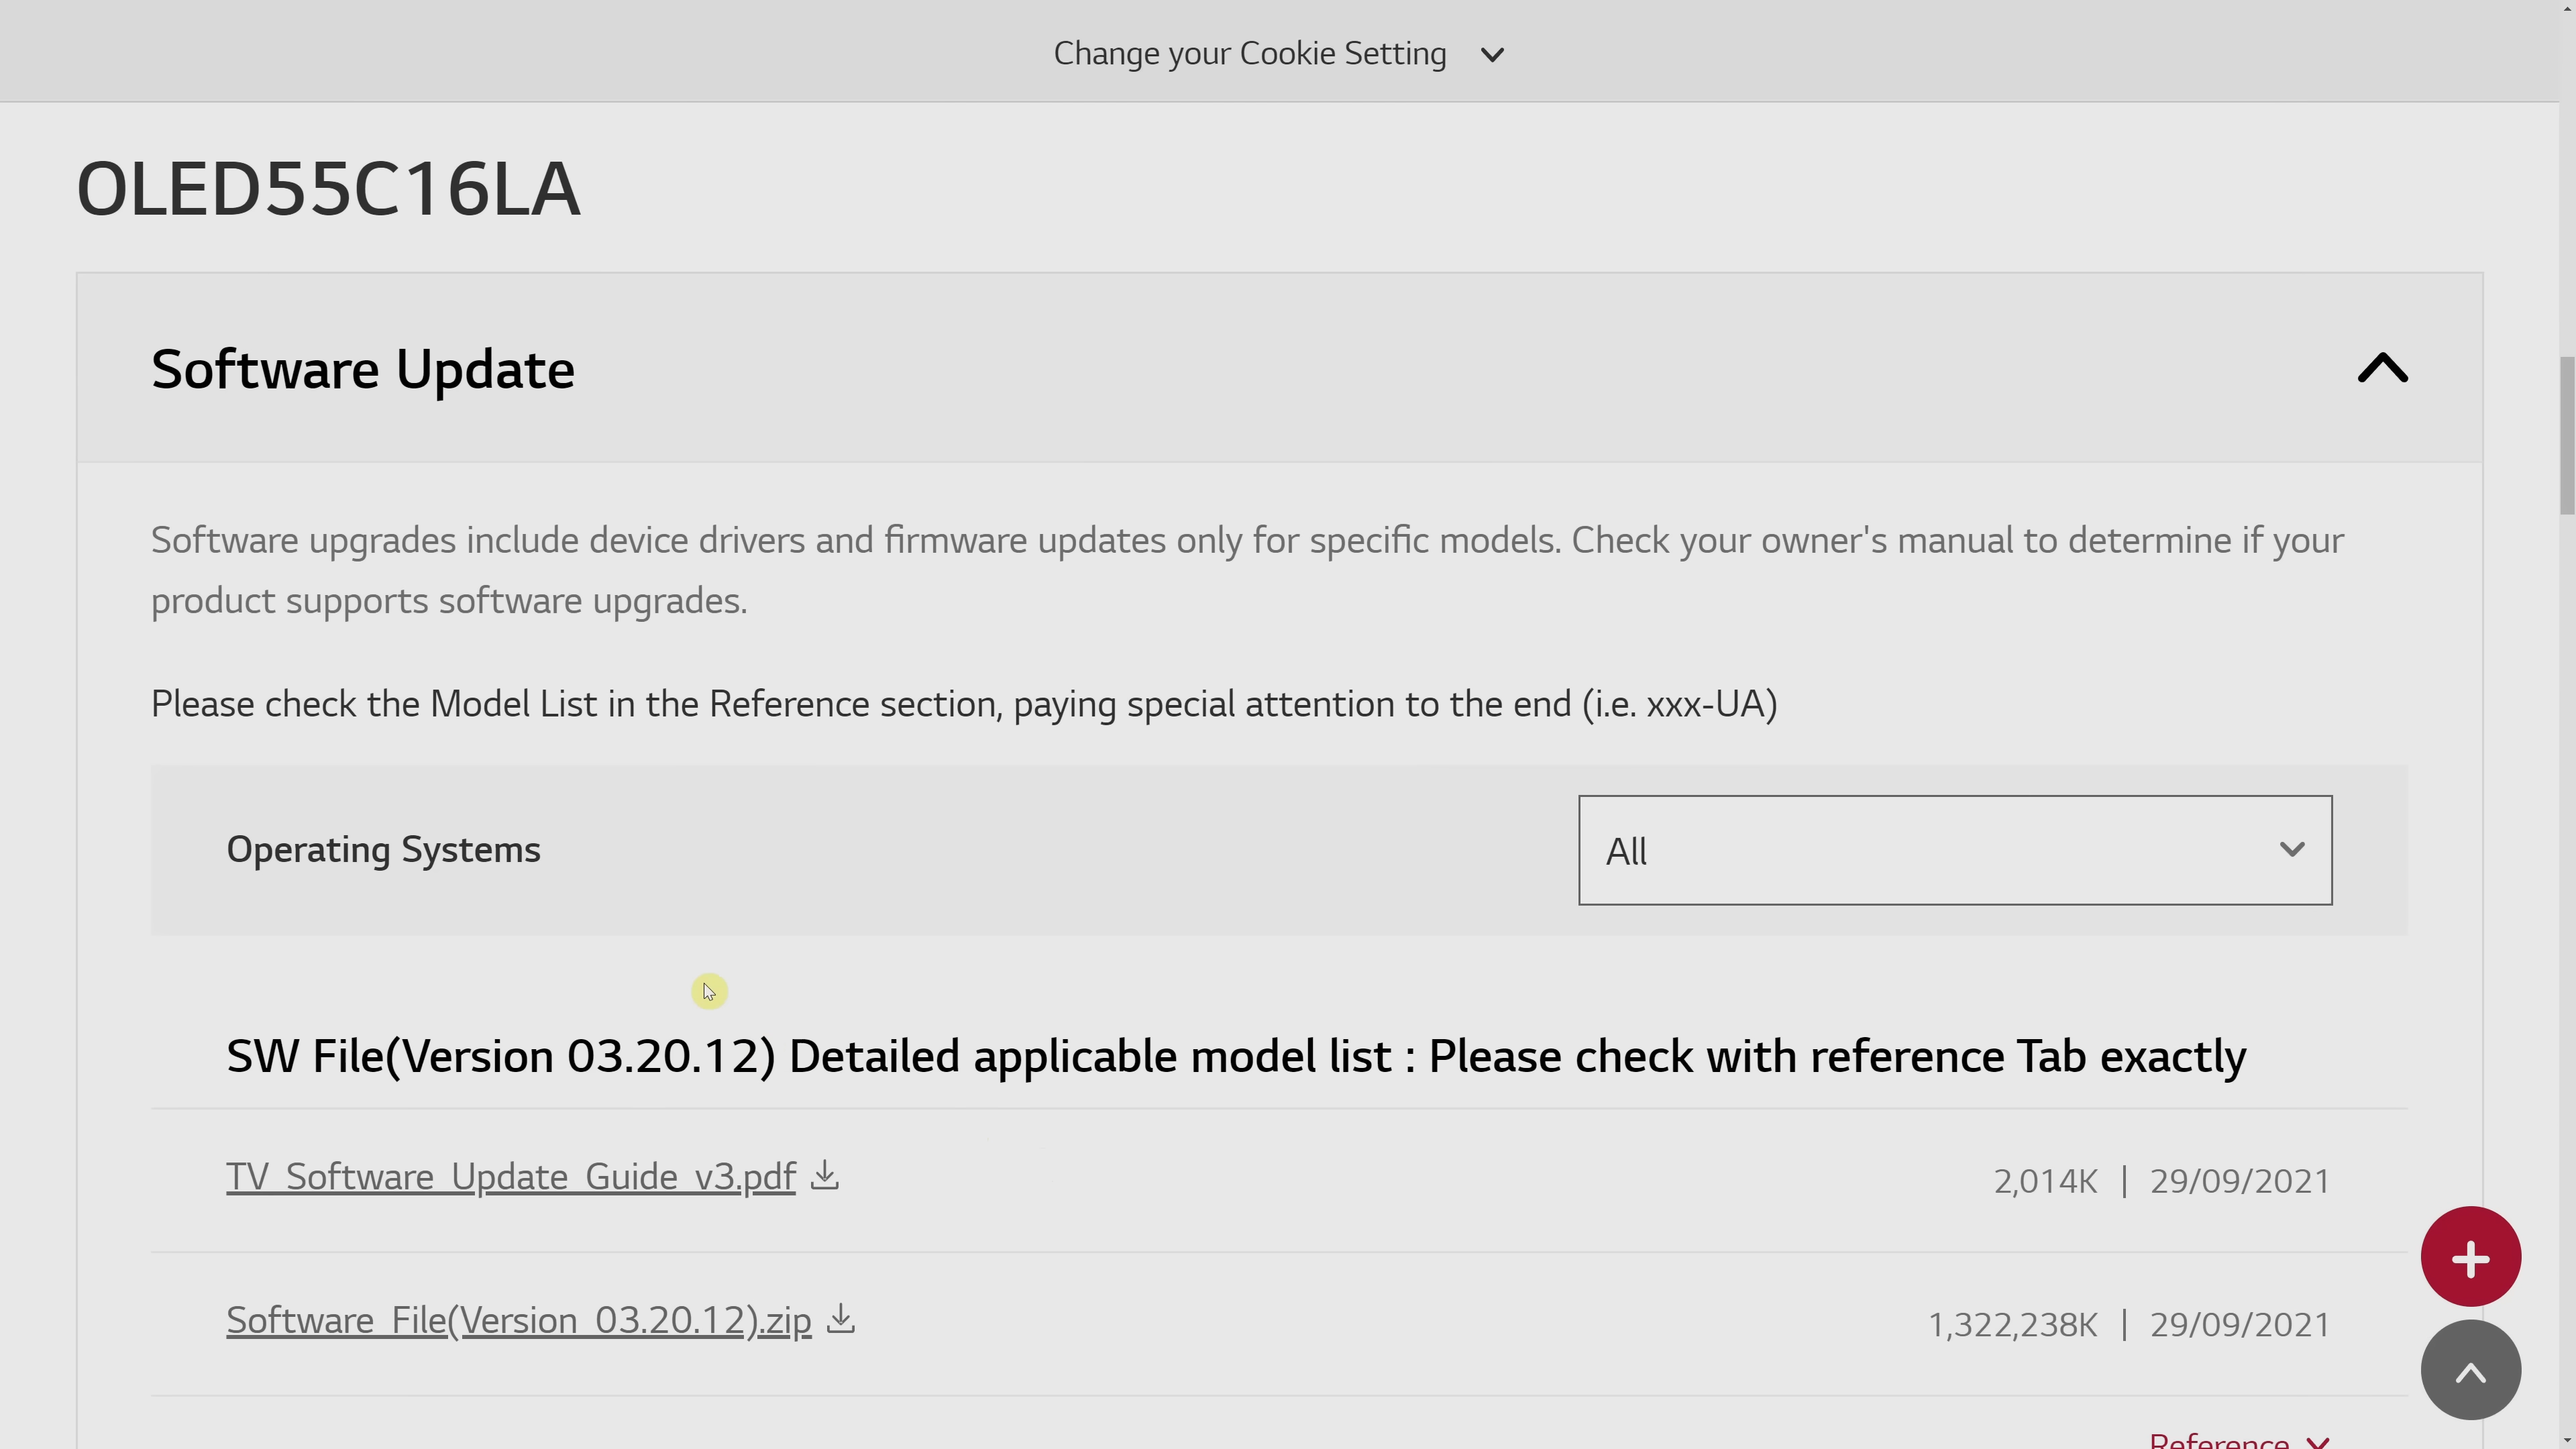 Change your Cookie Setting
OLED55C16LA
Software Update
Software upgrades include device drivers and firmware updates only for specific models. Check your owner's manual to determine if your
product supports software upgrades.
Please check the Model List in the Reference section, paying special attention to the end (i.e. xxx-UA)
Operating Systems
All
SW File(Version 03.20.12) Detailed applicable model list : Please check with reference Tab exactly
TV_Software_Update_Guide_v3.pdf 2,014K | 29/09/2021
Software_File(Version_03.20.12).zip 1,322,238K | 29/09/2021
Reference